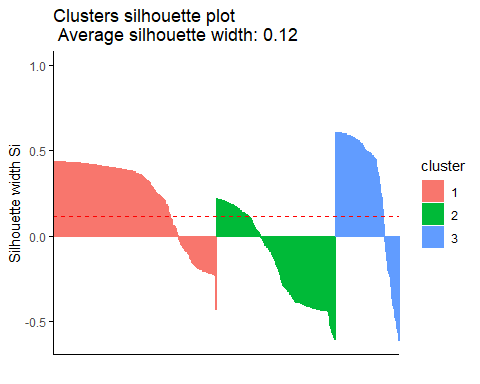 Clusters silhouette plot
Average silhouette width: 0.12
1.0
0.5
0.0
-0.5
Silhouette width Si
cluster
1
2
3